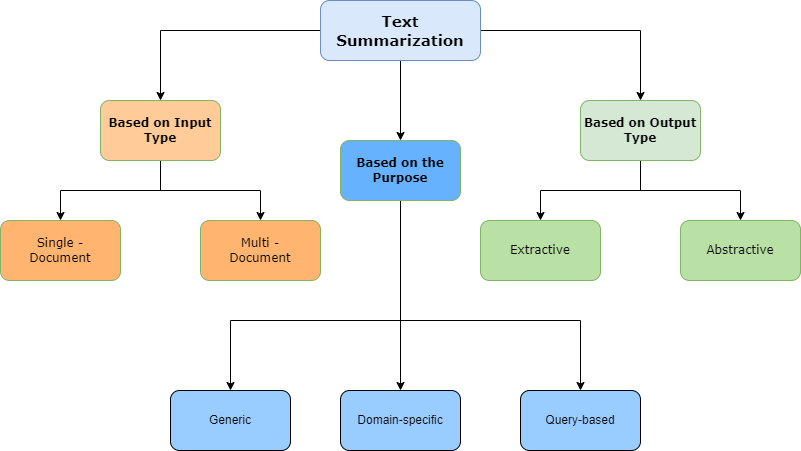 Text
Summarization
Based on Input
Type
Based on the
Purpose
Based on Output
Type
Single -
Document
Multi -
Document
Extractive
Abstractive
Generic
Domain-specific
Query-based